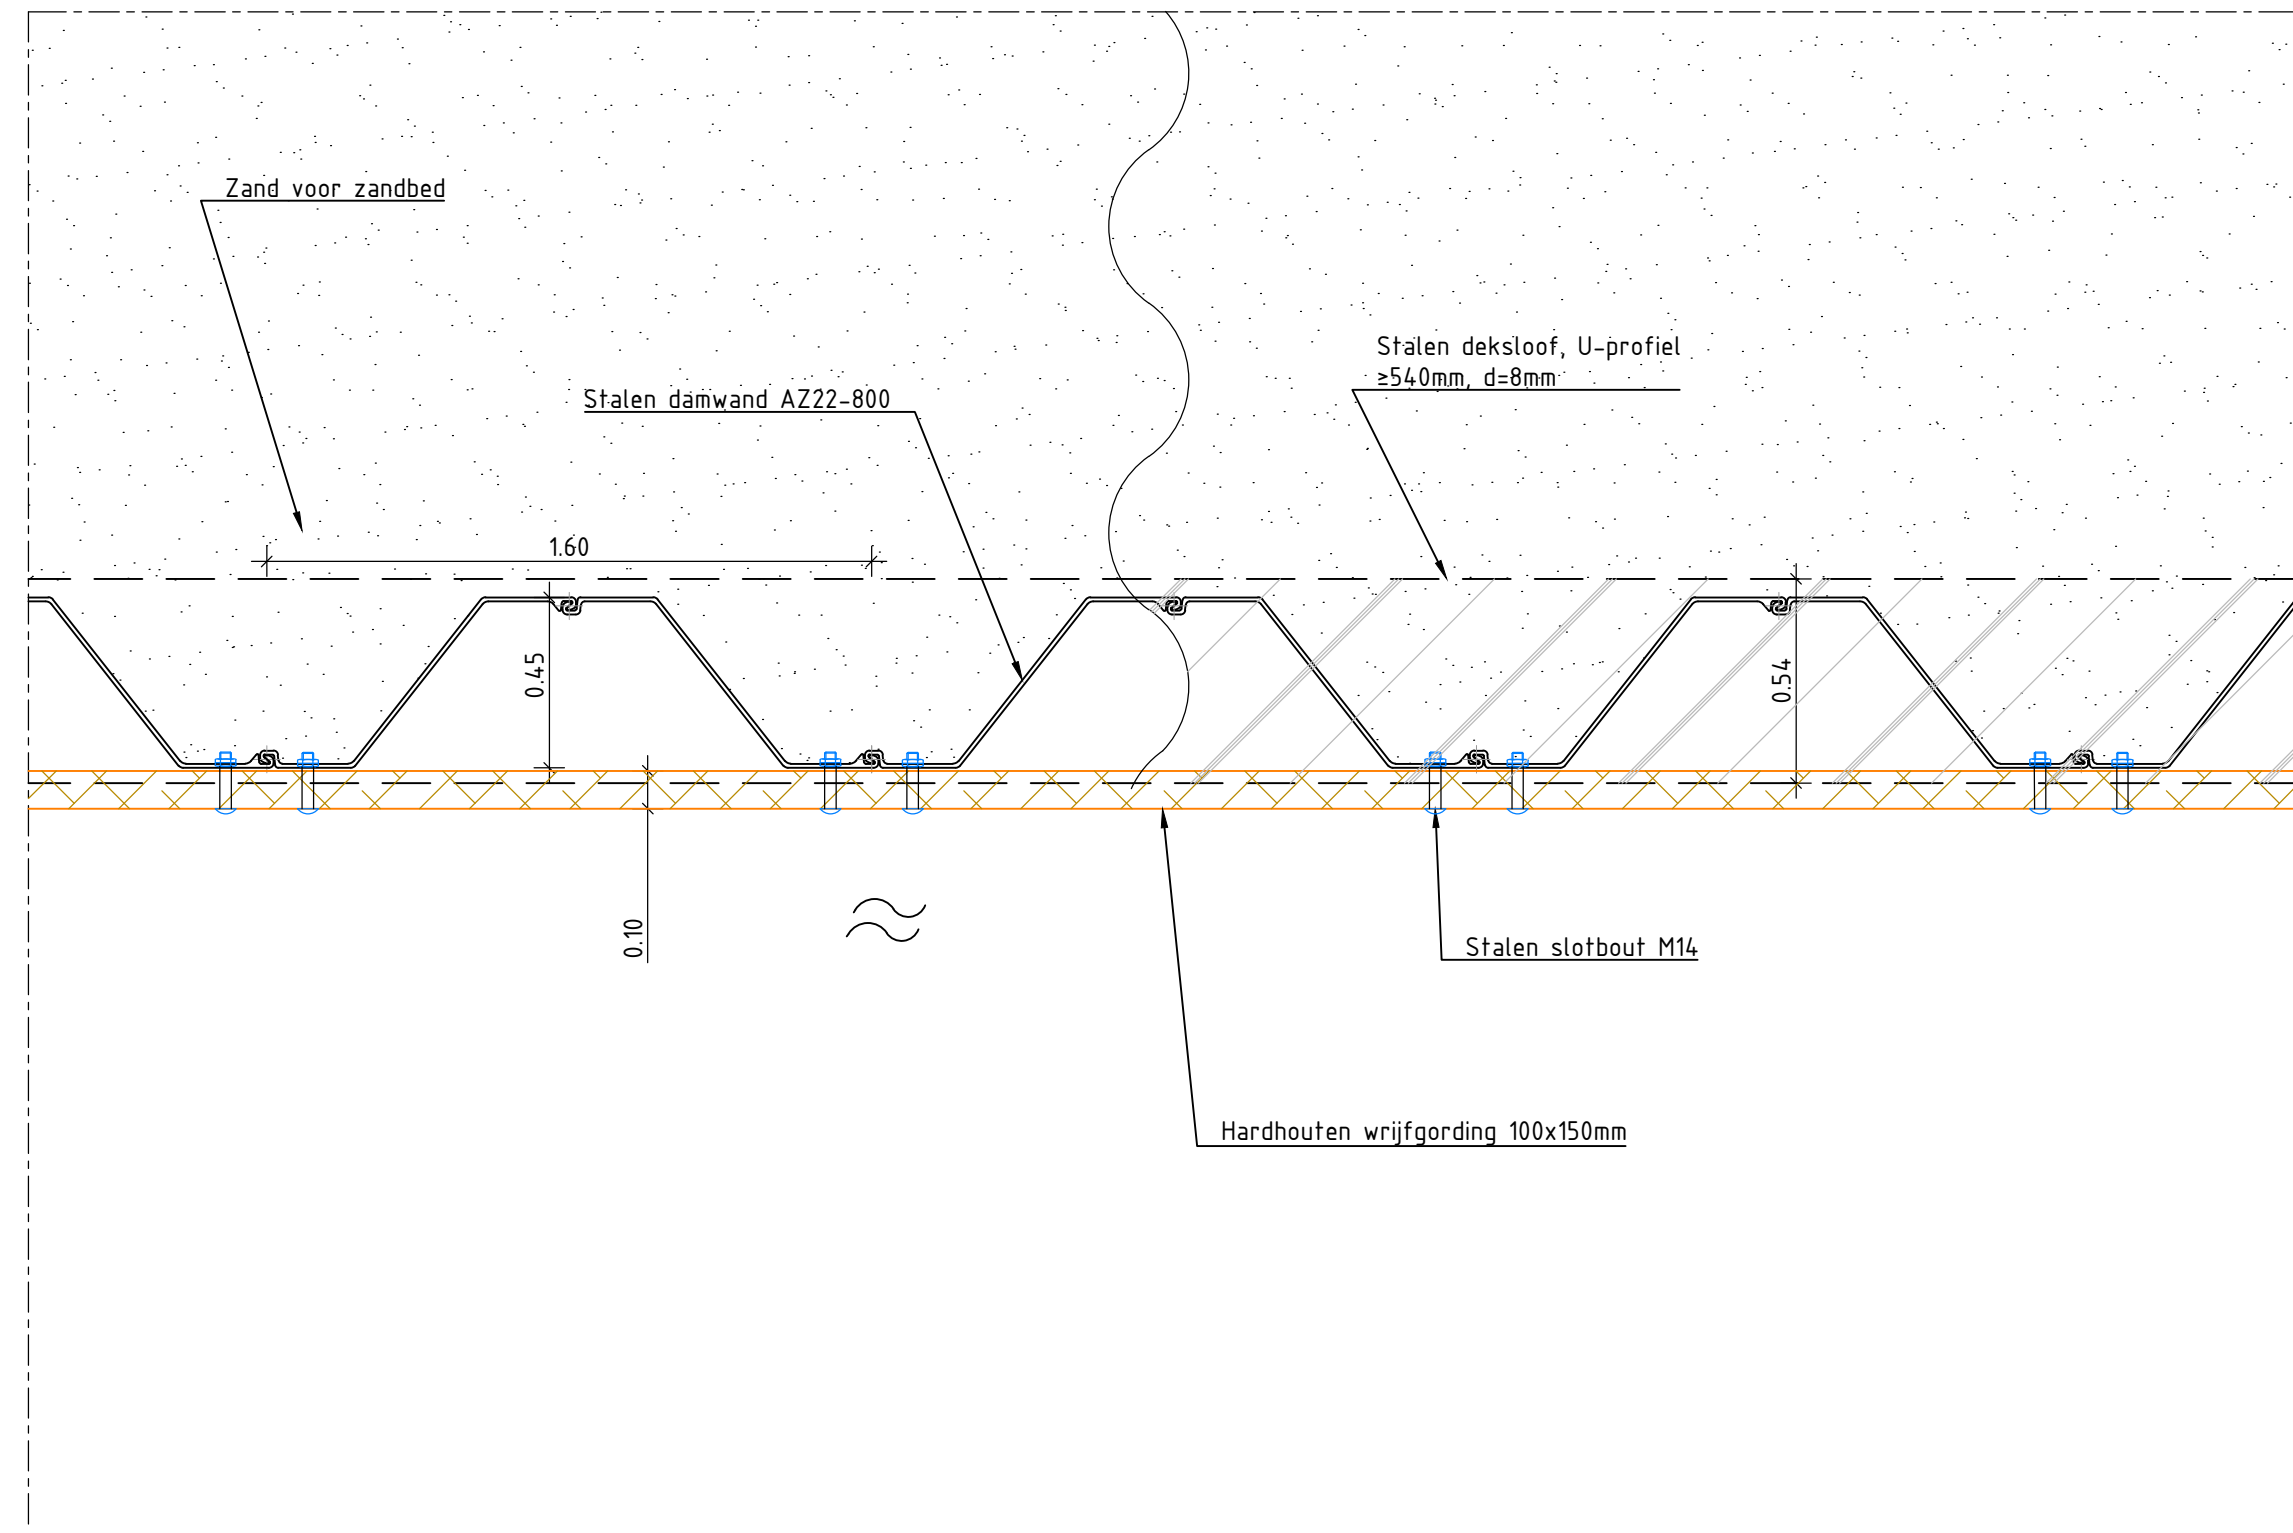 Zand voor zandbed
Stalen deksloof, U-profiel
≥540mm, d=8mm
Stalen damwand AZ22-800
1.60
0.45
0.54
0.10
Stalen slotbout M14
Hardhouten wrijfgording 100x150mm